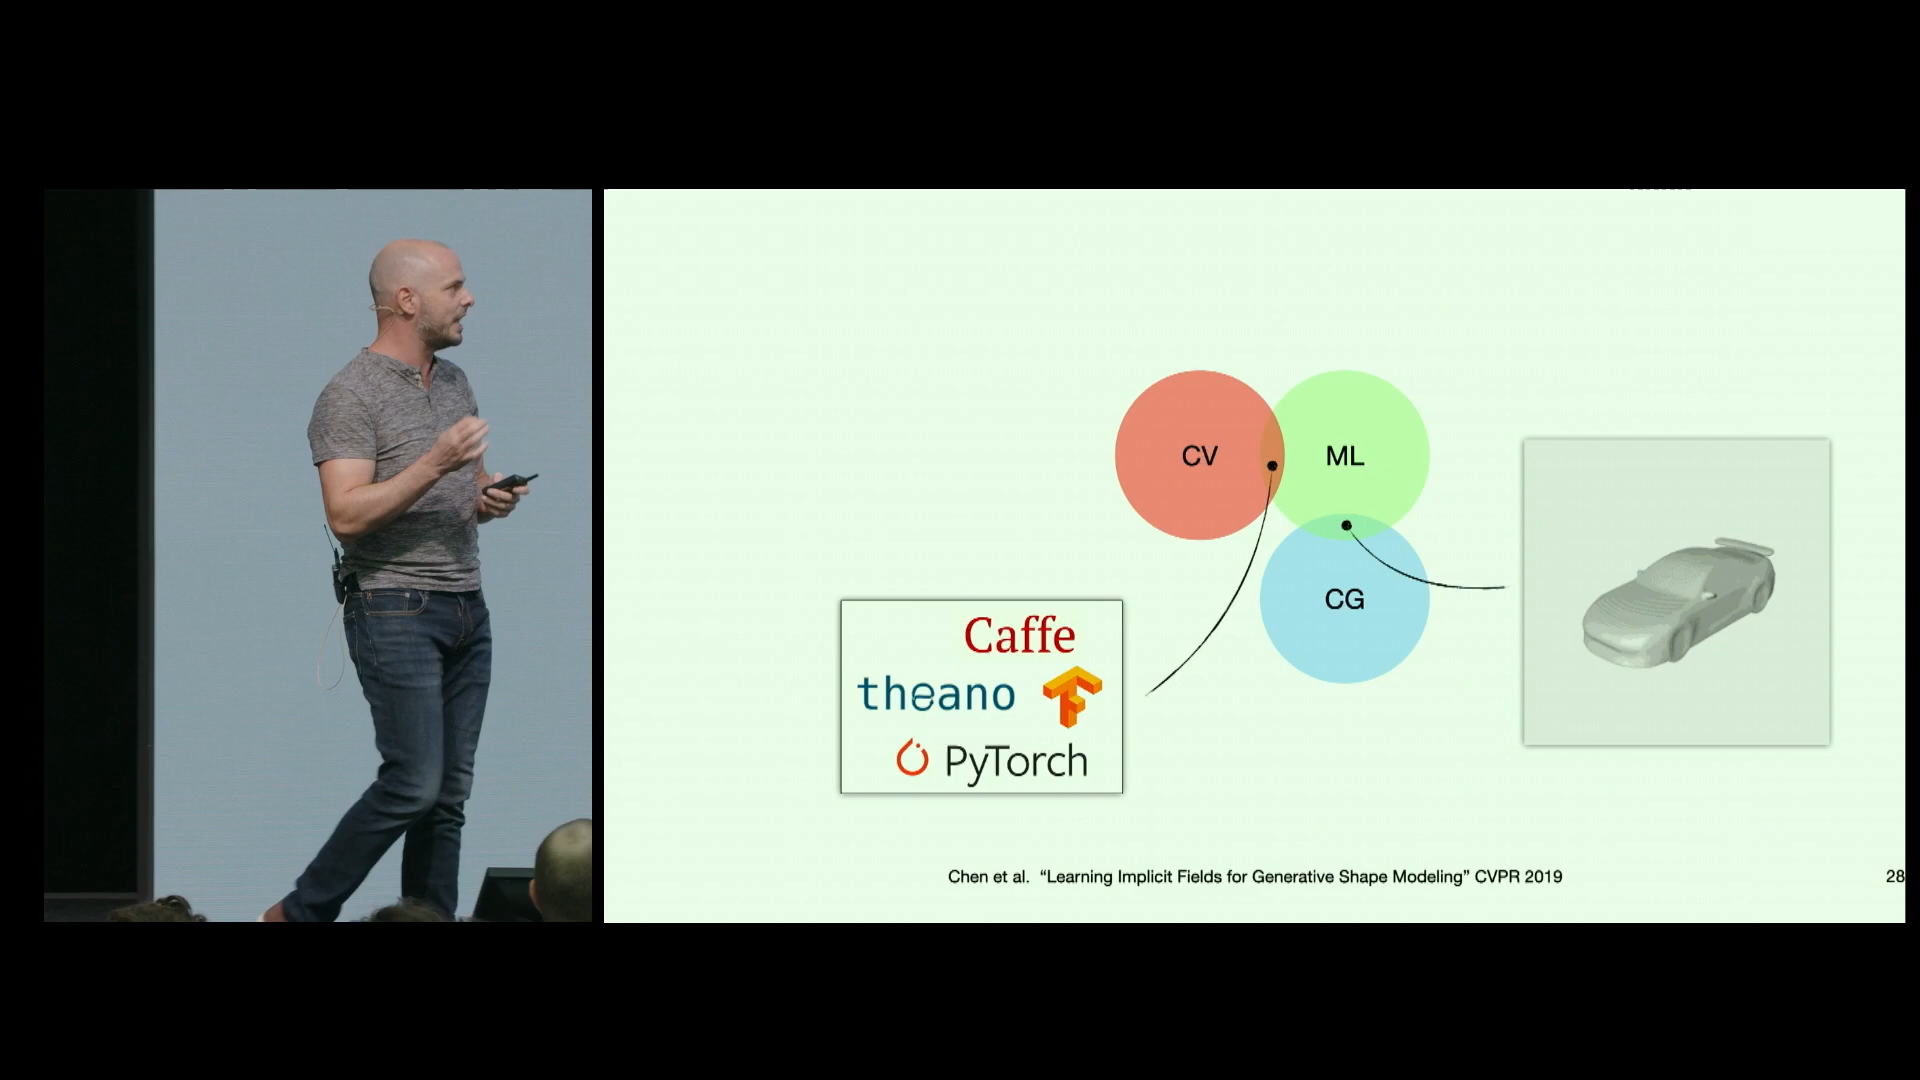 CV
ML
CG
Caffe
theano
PyTorch
Chen et al. “Learning Implicit Fields for Generative Shape Modeling” CVPR 2019
28